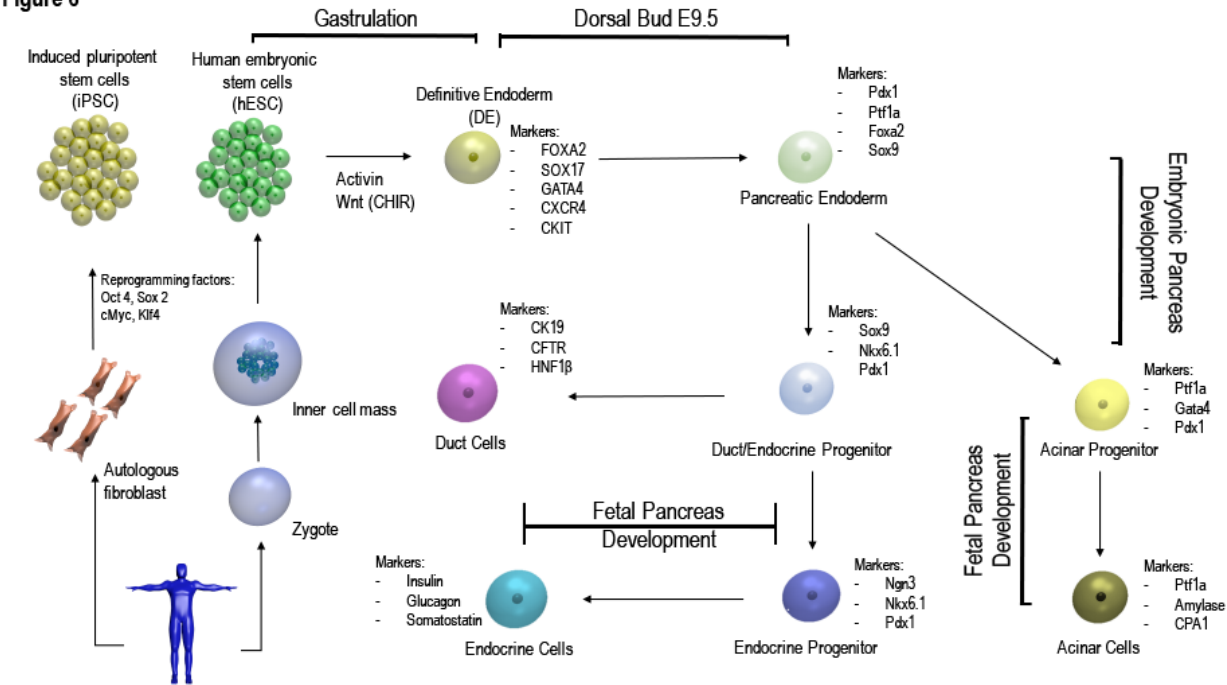 Figure 6
Gastrulation
Dorsal Bud E9.5
Induced pluripotent
stem cells
(iPSC)
Human embryonic
stem cells
(hESC)
Definitive Endoderm
(DE)
Markers:
- FOXA2
- SOX17
- GATA4
- CXCR4
- CKIT
Activin
Wnt (CHIR)
Markers:
- Pdx1
- Ptf1a
- Foxa2
- Sox9
Pancreatic Endoderm
Embryonic Pancreas
Development
Reprogramming factors:
Oct 4, Sox 2
cMyc, Klf4
Inner cell mass
Autologous
fibroblast
Zygote
Markers:
- CK19
- CFTR
- HNF1β
Duct Cells
Markers:
- Sox9
- Nkx6.1
Pdx1
Duct/Endocrine Progenitor
Markers:
- Ptf1a
- Gata4
- Pdx1
Acinar Progenitor
Fetal Pancreas
Development
Fetal Pancreas
Development
Markers:
- Insulin
- Glucagon
- Somatostatin
Endocrine Cells
Markers:
- Ngn3
- Nkx6.1
- Pdx1
Endocrine Progenitor
Markers:
- Ptf1a
- Amylase
- CPA1
Acinar Cells